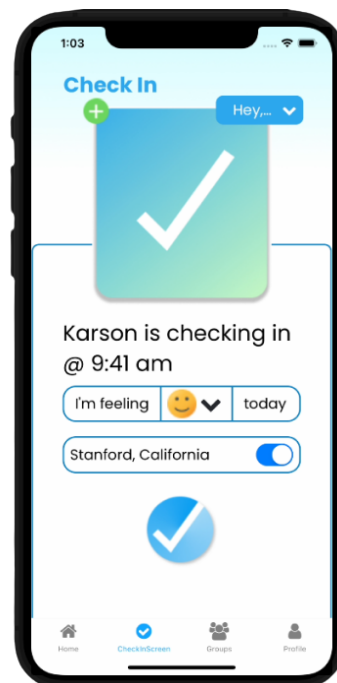 1:03
Check In
Hey,...
Karson is checking in
@ 9:41 am
I'm feeling today
Stanford, California
Home CheckInScreen Groups Profile